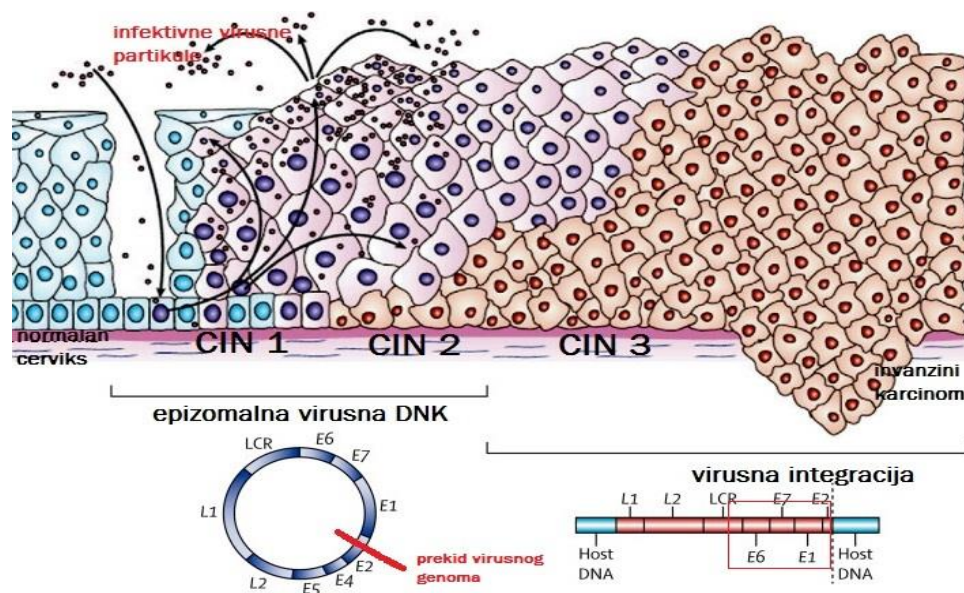 infektivne virusne
partikule
normalan
cerviks
CIN 1
CIN 2
CIN 3
invanzini
karcinom
epizomalna virusna DNK
LCR
E6
E7
E1
E2
E4
E5
L2
L1
prekid virusnog
genoma
virusna integracija
L1
L2
LCR
E7
E2
Host
DNA
E6
E1
Host
DNA